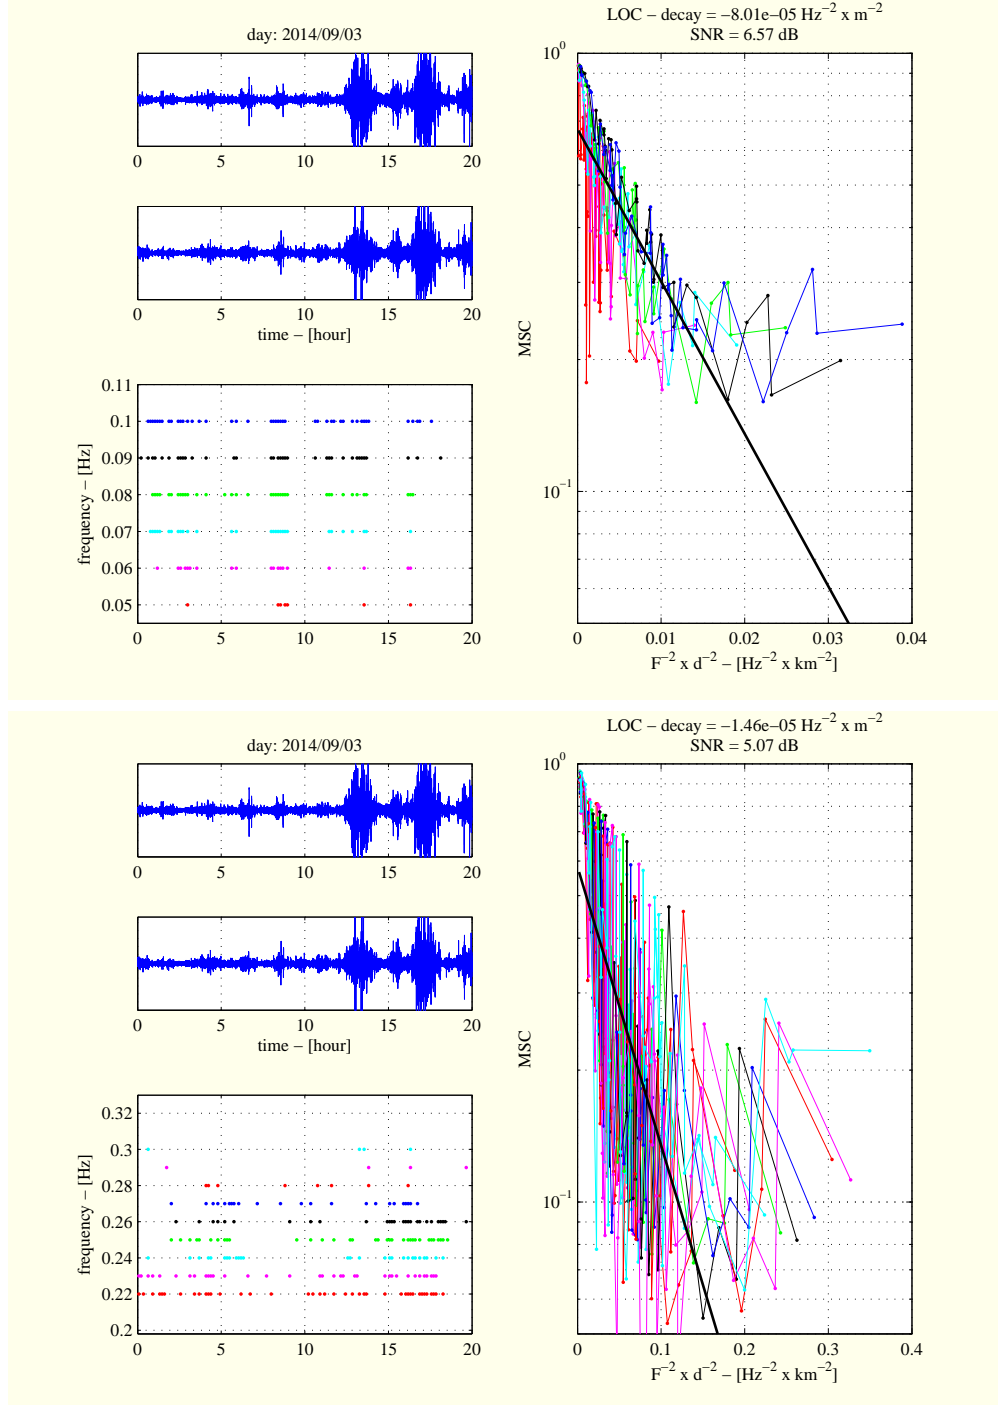 day: 2014/09/03
0 5 10 15 20
0 5 10 15 20
time – [hour]
0.11
0.1
0.09
0.08
0.07
0.06
0.05
frequency – [Hz]
0 5 10 15 20
LOC – decay = –8.01e–05 Hz⁻² x m⁻²
SNR = 6.57 dB
10⁰
10⁻¹
MSC
0 0.01 0.02 0.03 0.04
F⁻² x d⁻² – [Hz⁻² x km⁻²]
day: 2014/09/03
0 5 10 15 20
0 5 10 15 20
time – [hour]
0.32
0.3
0.28
0.26
0.24
0.22
0.2
frequency – [Hz]
0 5 10 15 20
LOC – decay = –1.46e–05 Hz⁻² x m⁻²
SNR = 5.07 dB
10⁰
10⁻¹
MSC
0 0.1 0.2 0.3 0.4
F⁻² x d⁻² – [Hz⁻² x km⁻²]